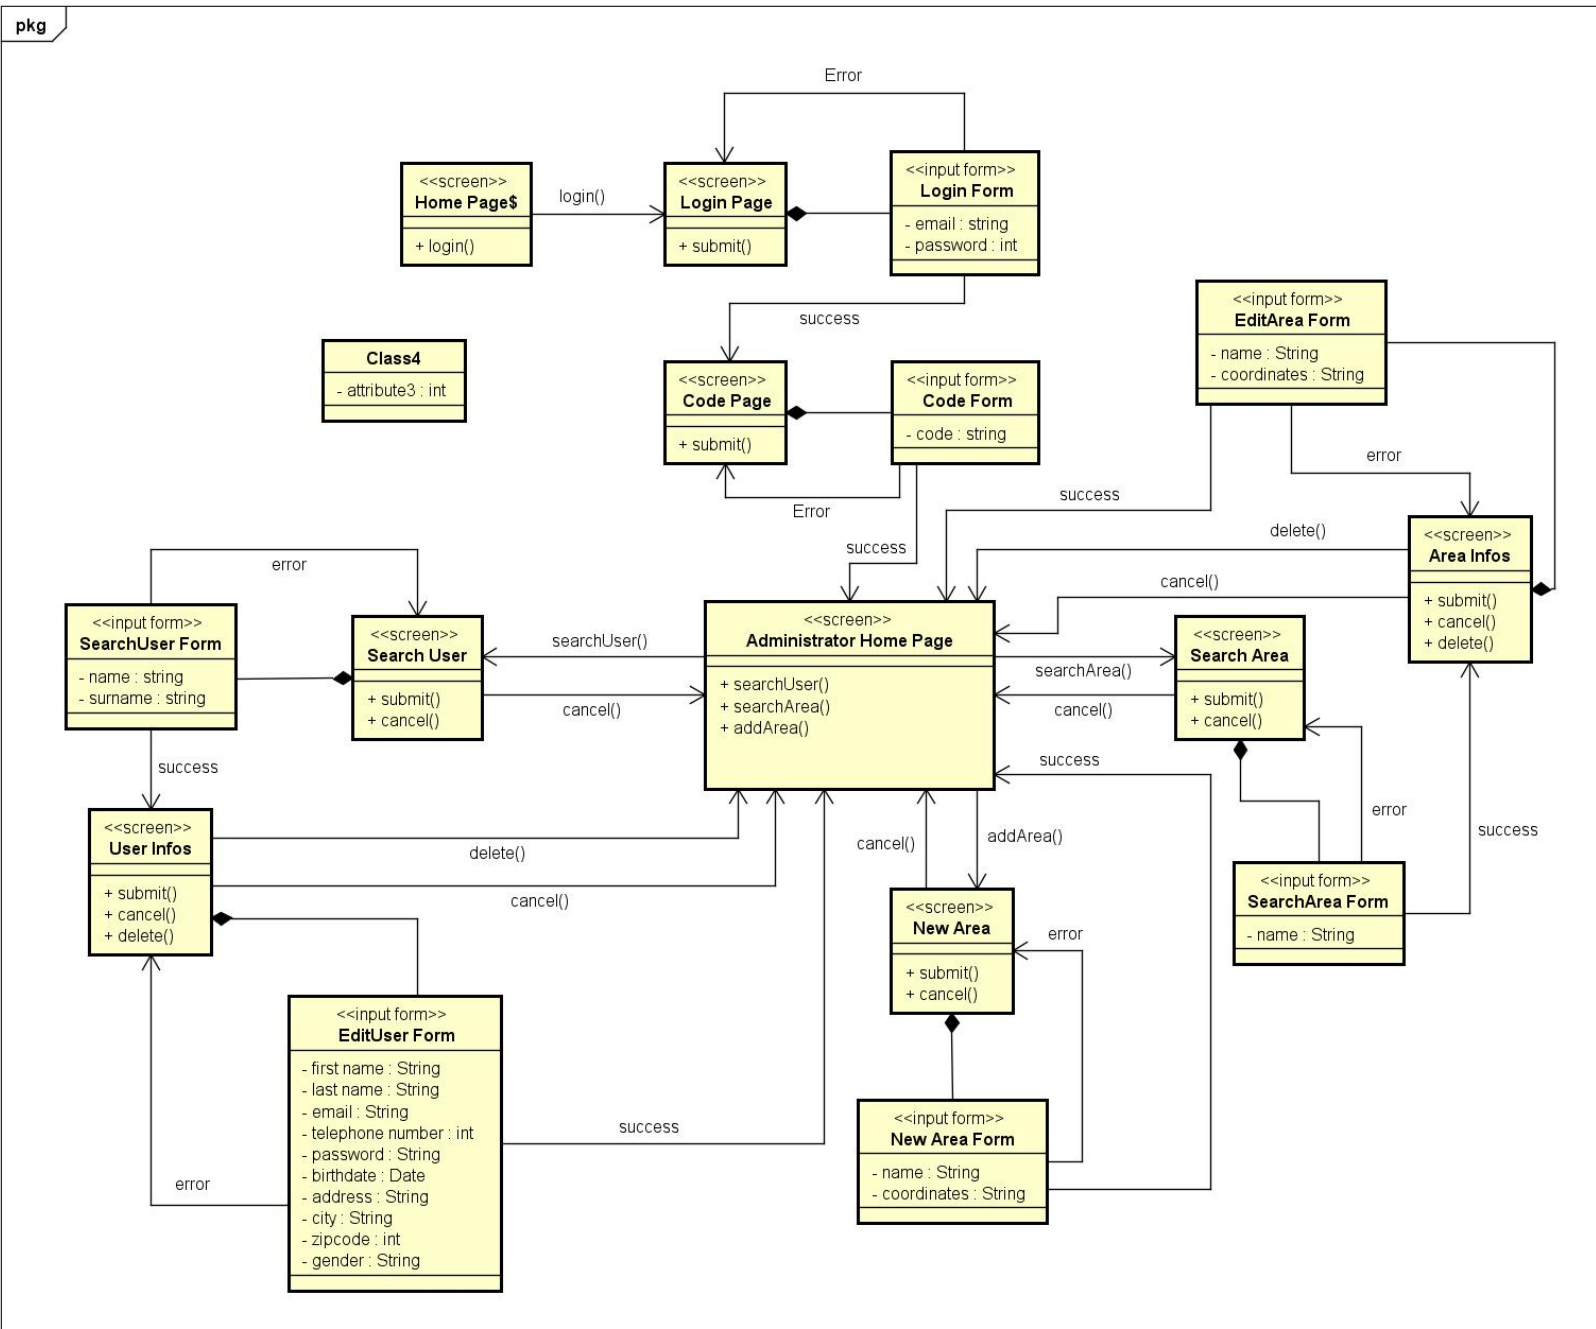 pkg
Error
<<screen>>
Home Page$
+ login()
login()
<<screen>>
Login Page
+ submit()
<<input form>>
Login Form
- email : string
- password : int
success
<<input form>>
EditArea Form
- name : String
- coordinates : String
Class4
- attribute3 : int
<<screen>>
Code Page
+ submit()
<<input form>>
Code Form
- code : string
Error
success
success
error
delete()
cancel()
<<screen>>
Area Infos
+ submit()
+ cancel()
+ delete()
error
<<input form>>
SearchUser Form
- name : string
- surname : string
<<screen>>
Search User
+ submit()
+ cancel()
searchUser()
cancel()
<<screen>>
Administrator Home Page
+ searchUser()
+ searchArea()
+ addArea()
searchArea()
cancel()
<<screen>>
Search Area
+ submit()
+ cancel()
success
success
error
success
<<screen>>
User Infos
+ submit()
+ cancel()
+ delete()
delete()
cancel()
cancel()
addArea()
<<input form>>
SearchArea Form
- name : String
<<screen>>
New Area
+ submit()
+ cancel()
error
<<input form>>
EditUser Form
- first name : String
- last name : String
- email : String
- telephone number : int
- password : String
- birthdate : Date
- address : String
- city : String
- zipcode : int
- gender : String
error
success
<<input form>>
New Area Form
- name : String
- coordinates : String